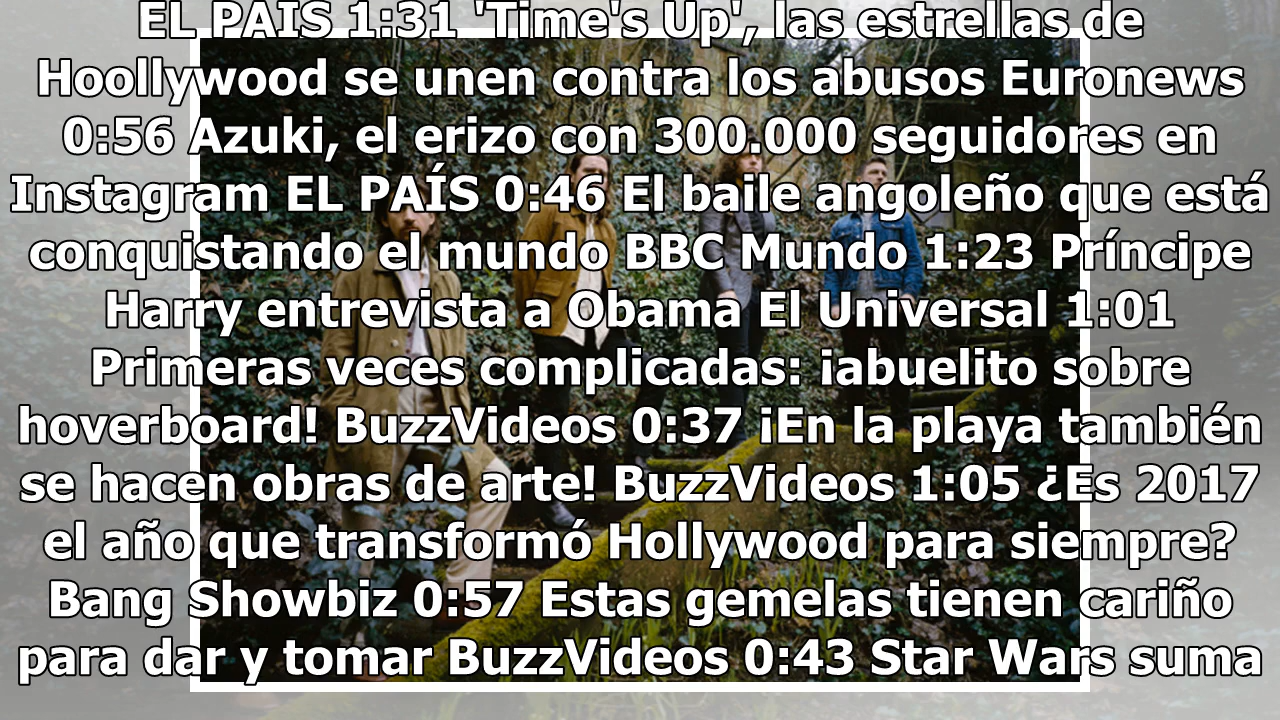 EL PAÍS 1:31 'Time's Up', las estrellas de
Hoollywood se unen contra los abusos Euronews
0:56 Azuki, el erizo con 300.000 seguidores en
Instagram EL PAÍS 0:46 El baile angoleño que está
conquistando el mundo BBC Mundo 1:23 Príncipe
Harry entrevista a Obama El Universal 1:01
Primeras veces complicadas: ¡abuelito sobre
hoverboard! BuzzVideos 0:37 ¡En la playa también
se hacen obras de arte! BuzzVideos 1:05 ¿Es 2017
el año que transformó Hollywood para siempre?
Bang Showbiz 0:57 Estas gemelas tienen cariño
para dar y tomar BuzzVideos 0:43 Star Wars suma